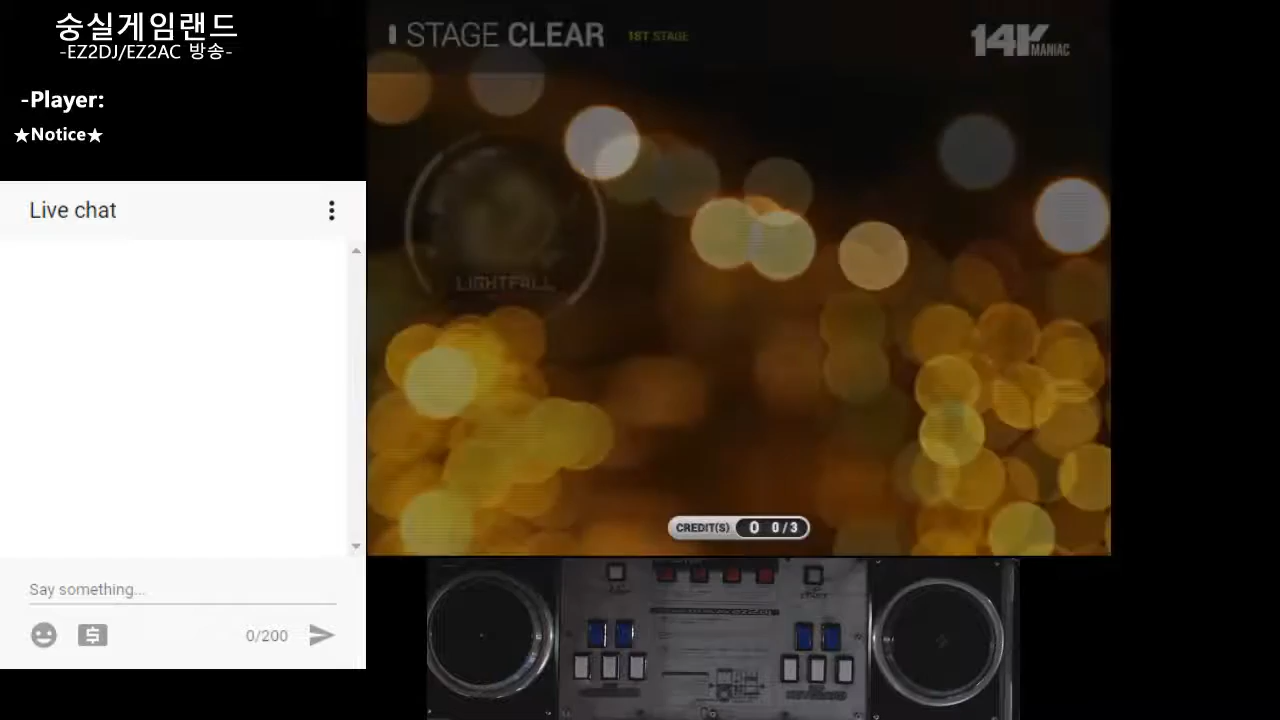 숭실게임랜드
-EZ2DJ/EZ2AC 방송-
-Player:
★Notice★
Live chat
Say something...
0/200
STAGE CLEAR 1ST STAGE
14K MANIAC
LIGHTFALL
CREDIT(S) 0 0/3